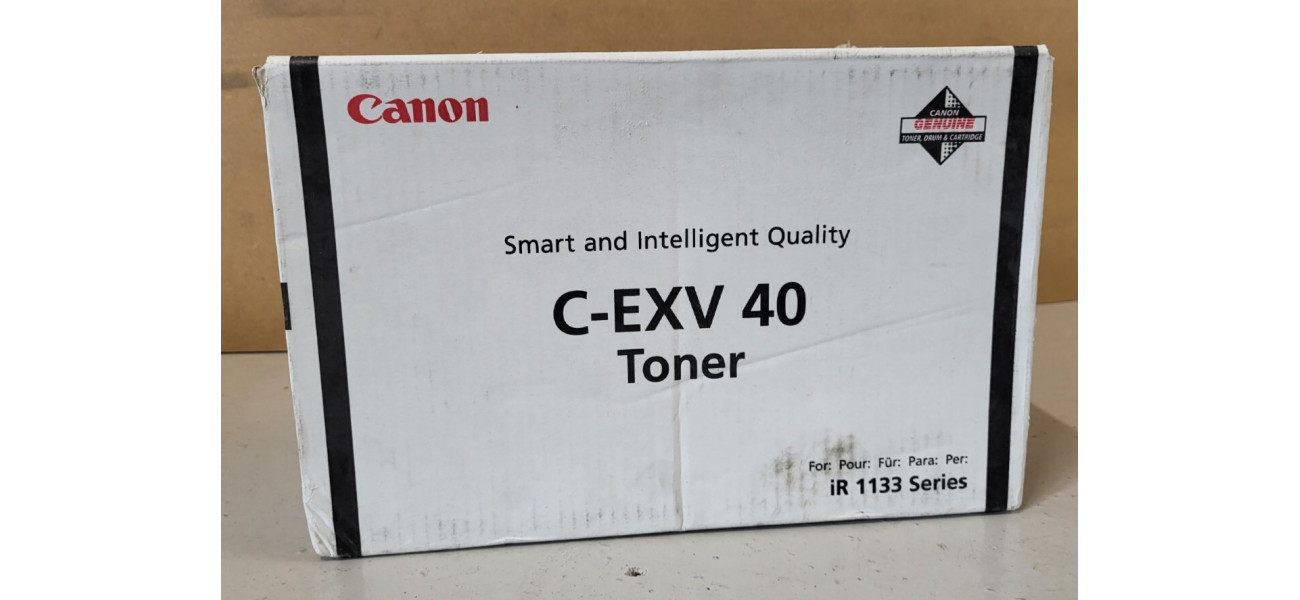 Canon
CANON
GENUINE
TONER, DRUM & CARTRIDGE
Smart and Intelligent Quality
C-EXV 40
Toner
For: Pour: Für: Para: Per:
iR 1133 Series